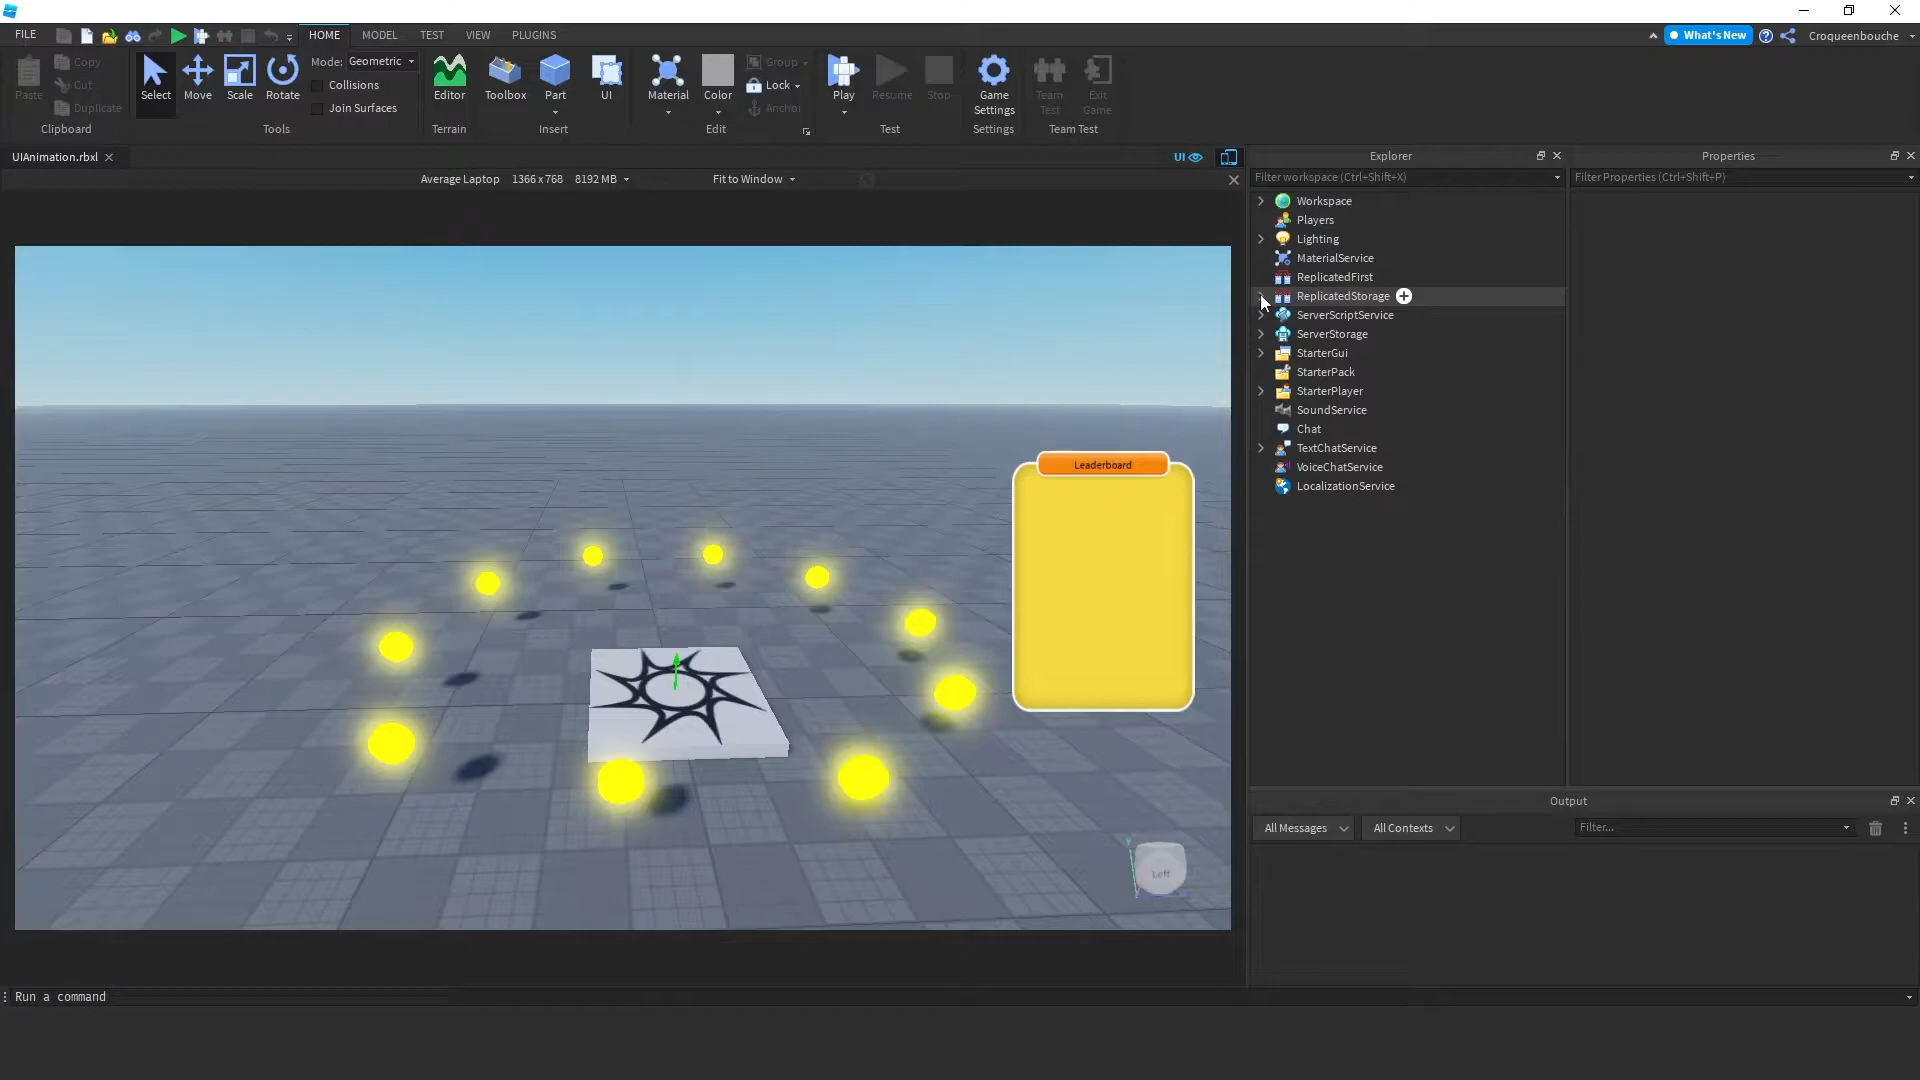 FILE
HOME
MODEL
TEST
VIEW
PLUGINS
What's New
Croqueenbouche
Paste
Copy
Cut
Duplicate
Clipboard
Select
Move
Scale
Rotate
Mode: Geometric
Collisions
Join Surfaces
Tools
Editor
Terrain
Toolbox
Part
UI
Insert
Material
Color
Group
Lock
Anchor
Edit
Play
Resume
Stop
Test
Game
Settings
Settings
Team
Test
Exit
Game
Team Test
UIAnimation.rbxl
UI
Average Laptop 1366 x 768 8192 MB
Fit to Window
Leaderboard
Left
Y
Explorer
Filter workspace (Ctrl+Shift+X)
Workspace
Players
Lighting
MaterialService
ReplicatedFirst
ReplicatedStorage
ServerScriptService
ServerStorage
StarterGui
StarterPack
StarterPlayer
SoundService
Chat
TextChatService
VoiceChatService
LocalizationService
Properties
Filter Properties (Ctrl+Shift+P)
Output
All Messages
All Contexts
Filter...
Run a command